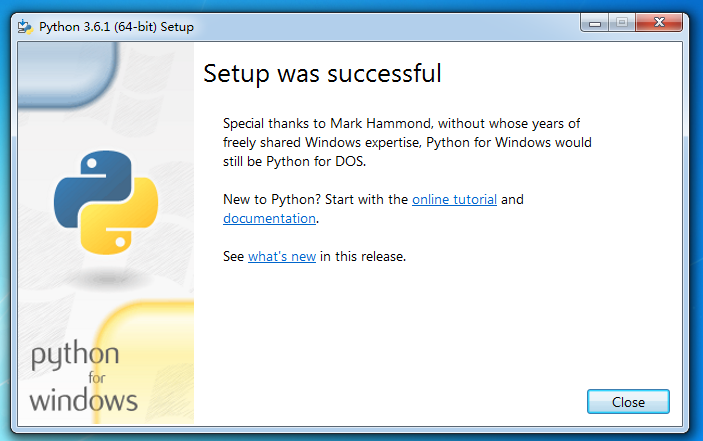 Python 3.6.1 (64-bit) Setup
Setup was successful
Special thanks to Mark Hammond, without whose years of
freely shared Windows expertise, Python for Windows would
still be Python for DOS.
New to Python? Start with the online tutorial and
documentation.
See what's new in this release.
python
for
windows
Close